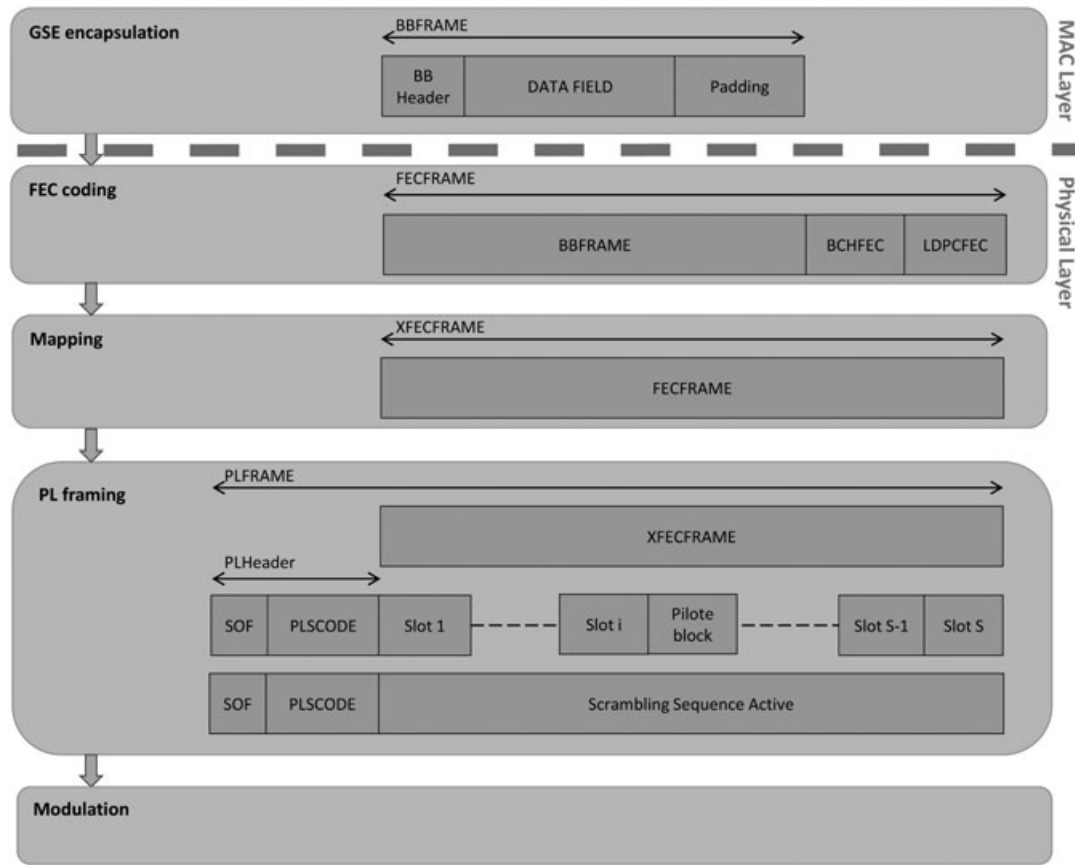 GSE encapsulation
BBFRAME
BB Header
DATA FIELD
Padding
MAC Layer
FEC coding
FECFRAME
BBFRAME
BCHFEC
LDPCFEC
Physical Layer
Mapping
XFECFRAME
FECFRAME
PL framing
PLFRAME
XFECFRAME
PLHeader
SOF
PLSCODE
Slot 1
Slot i
Pilote block
Slot S-1
Slot S
SOF
PLSCODE
Scrambling Sequence Active
Modulation